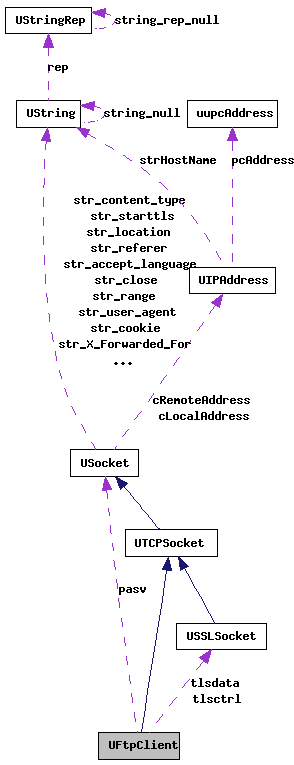 UStringRep
string_rep_null
rep
UString
string_null
uupcAddress
strHostName
pcAddress
str_content_type
str_starttls
str_location
str_referer
str_accept_language
str_close
str_range
str_user_agent
str_cookie
str_X_Forwarded_For
...
UIPAddress
cRemoteAddress
cLocalAddress
USocket
UTCPSocket
pasv
USSLSocket
tlsdata
tlsctrl
UFtpClient